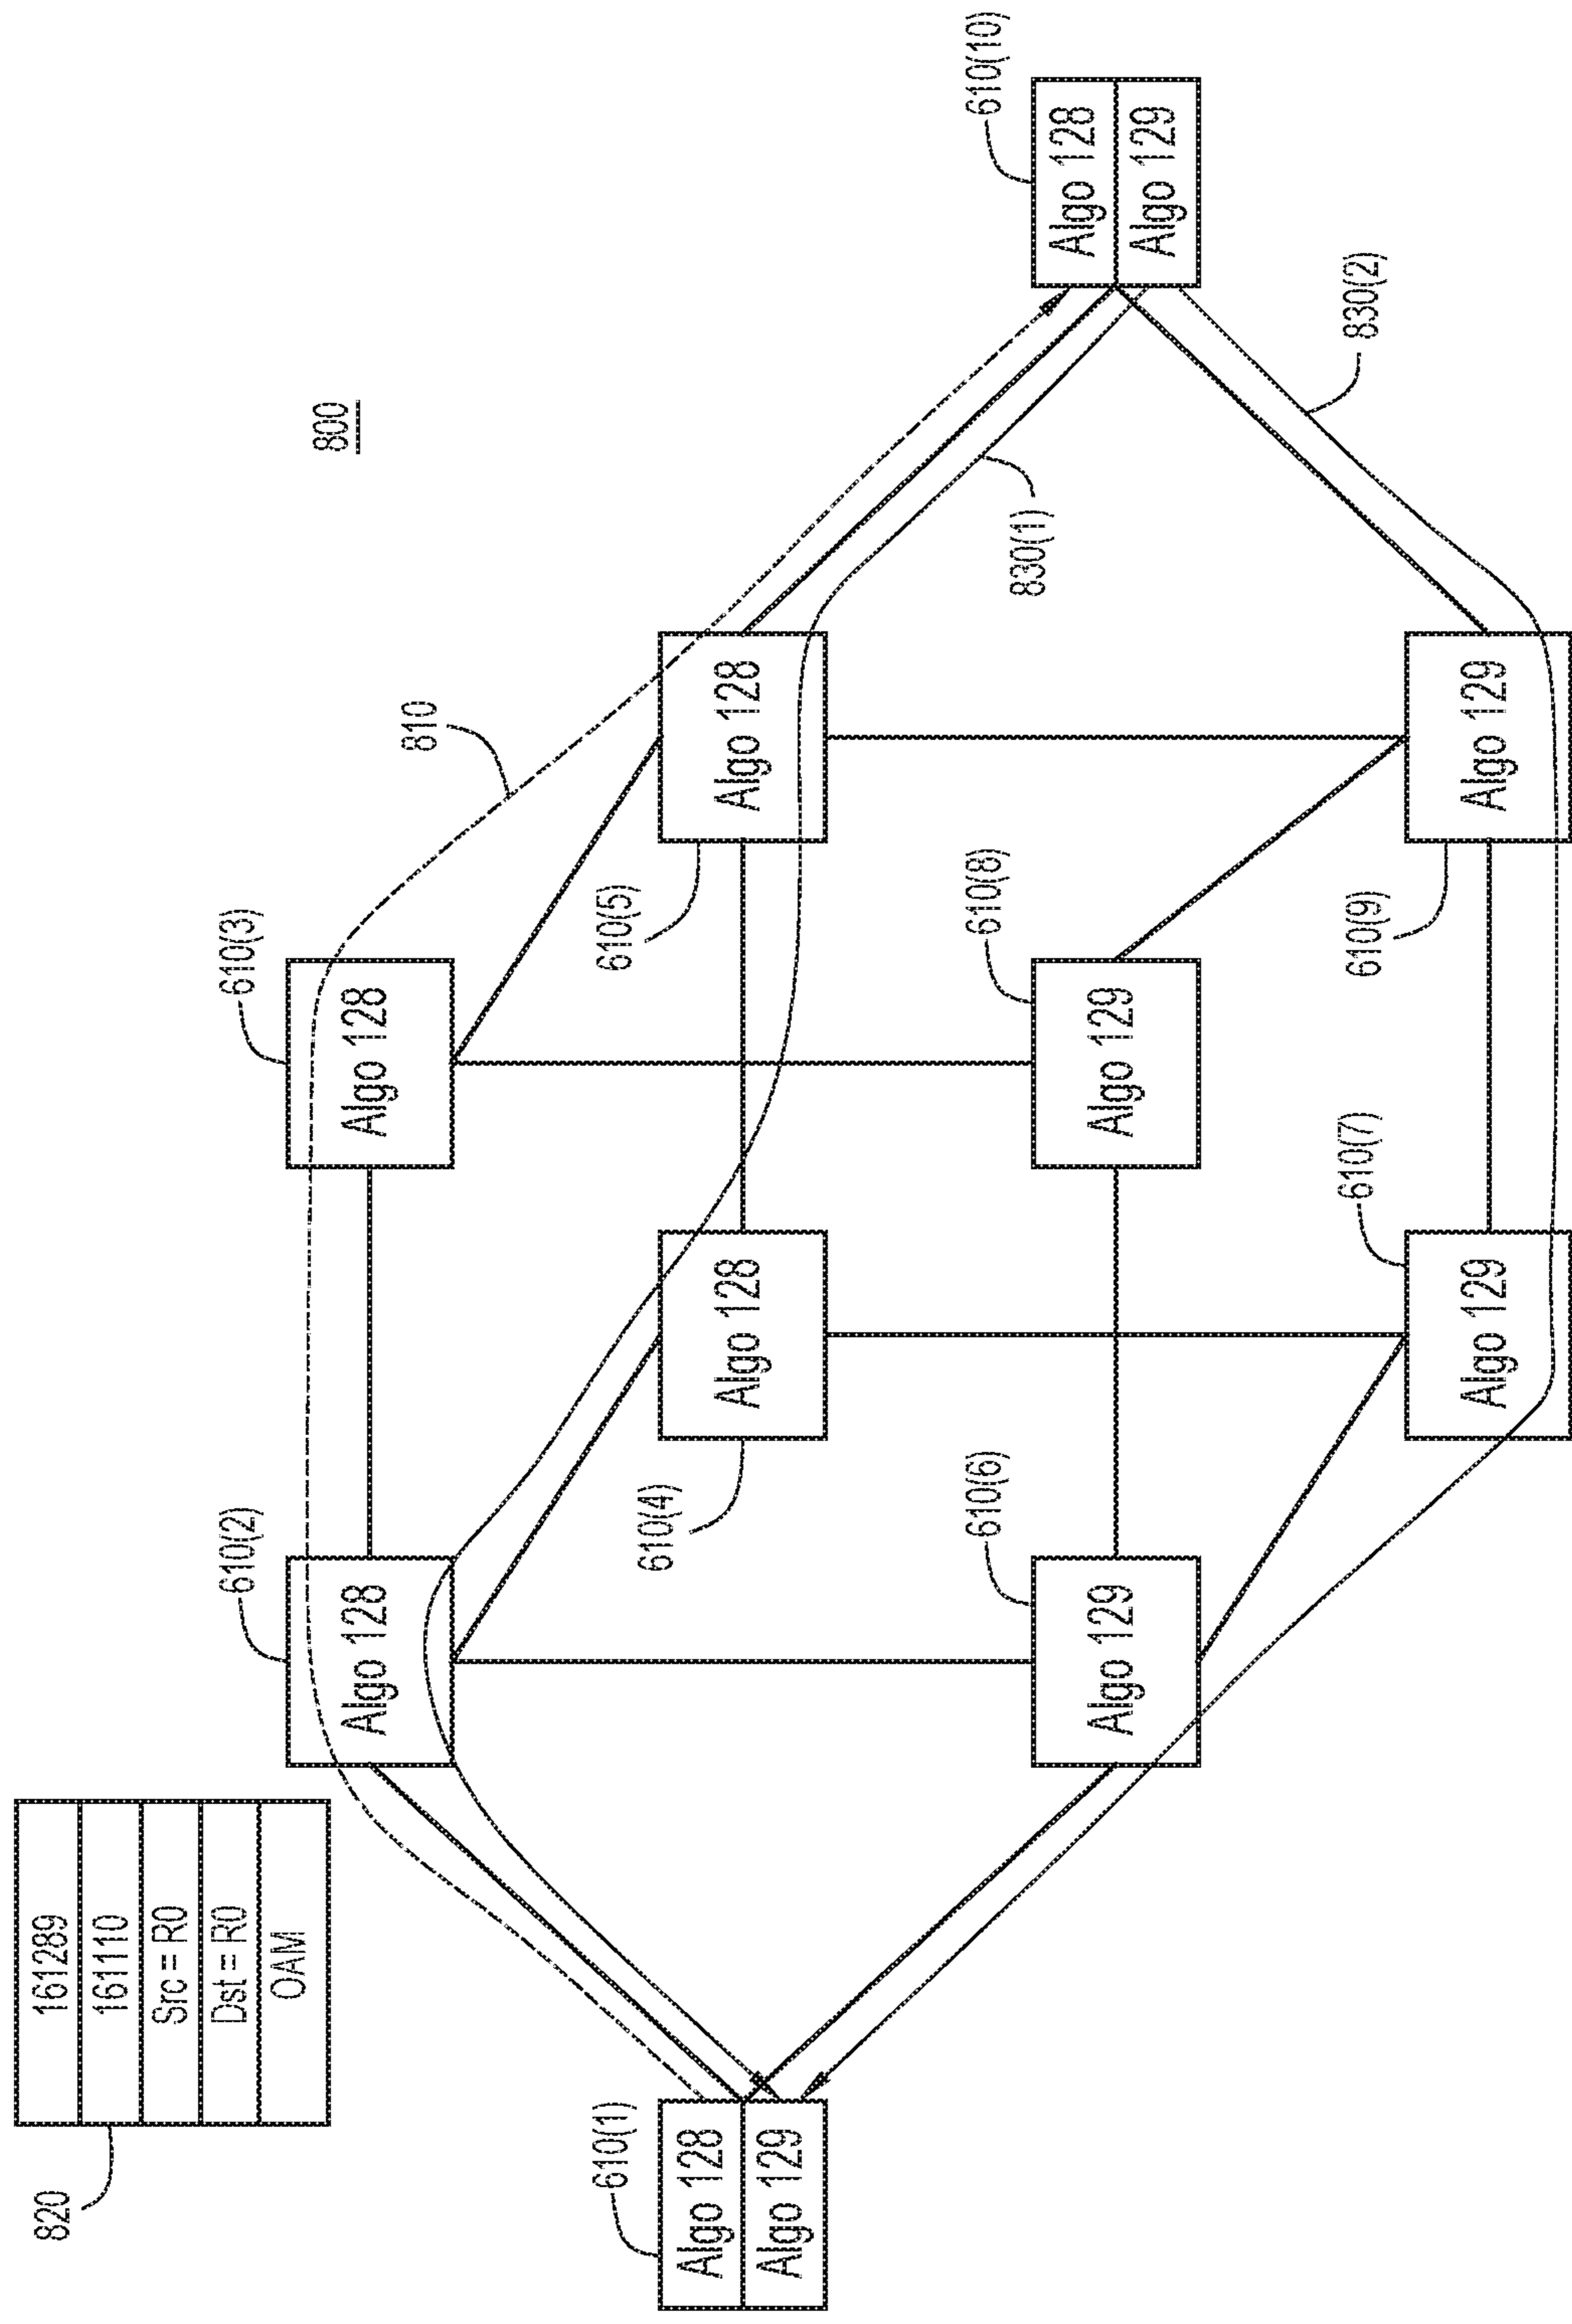 800
820
161289
161110
Src = R0
Dst = R0
OAM
610(1)
Algo 128
Algo 129
610(2)
Algo 128
610(3)
Algo 128
810
610(4)
Algo 128
610(5)
Algo 128
830(1)
610(6)
Algo 129
610(8)
Algo 129
610(10)
Algo 128
Algo 129
610(7)
Algo 129
610(9)
Algo 129
830(2)